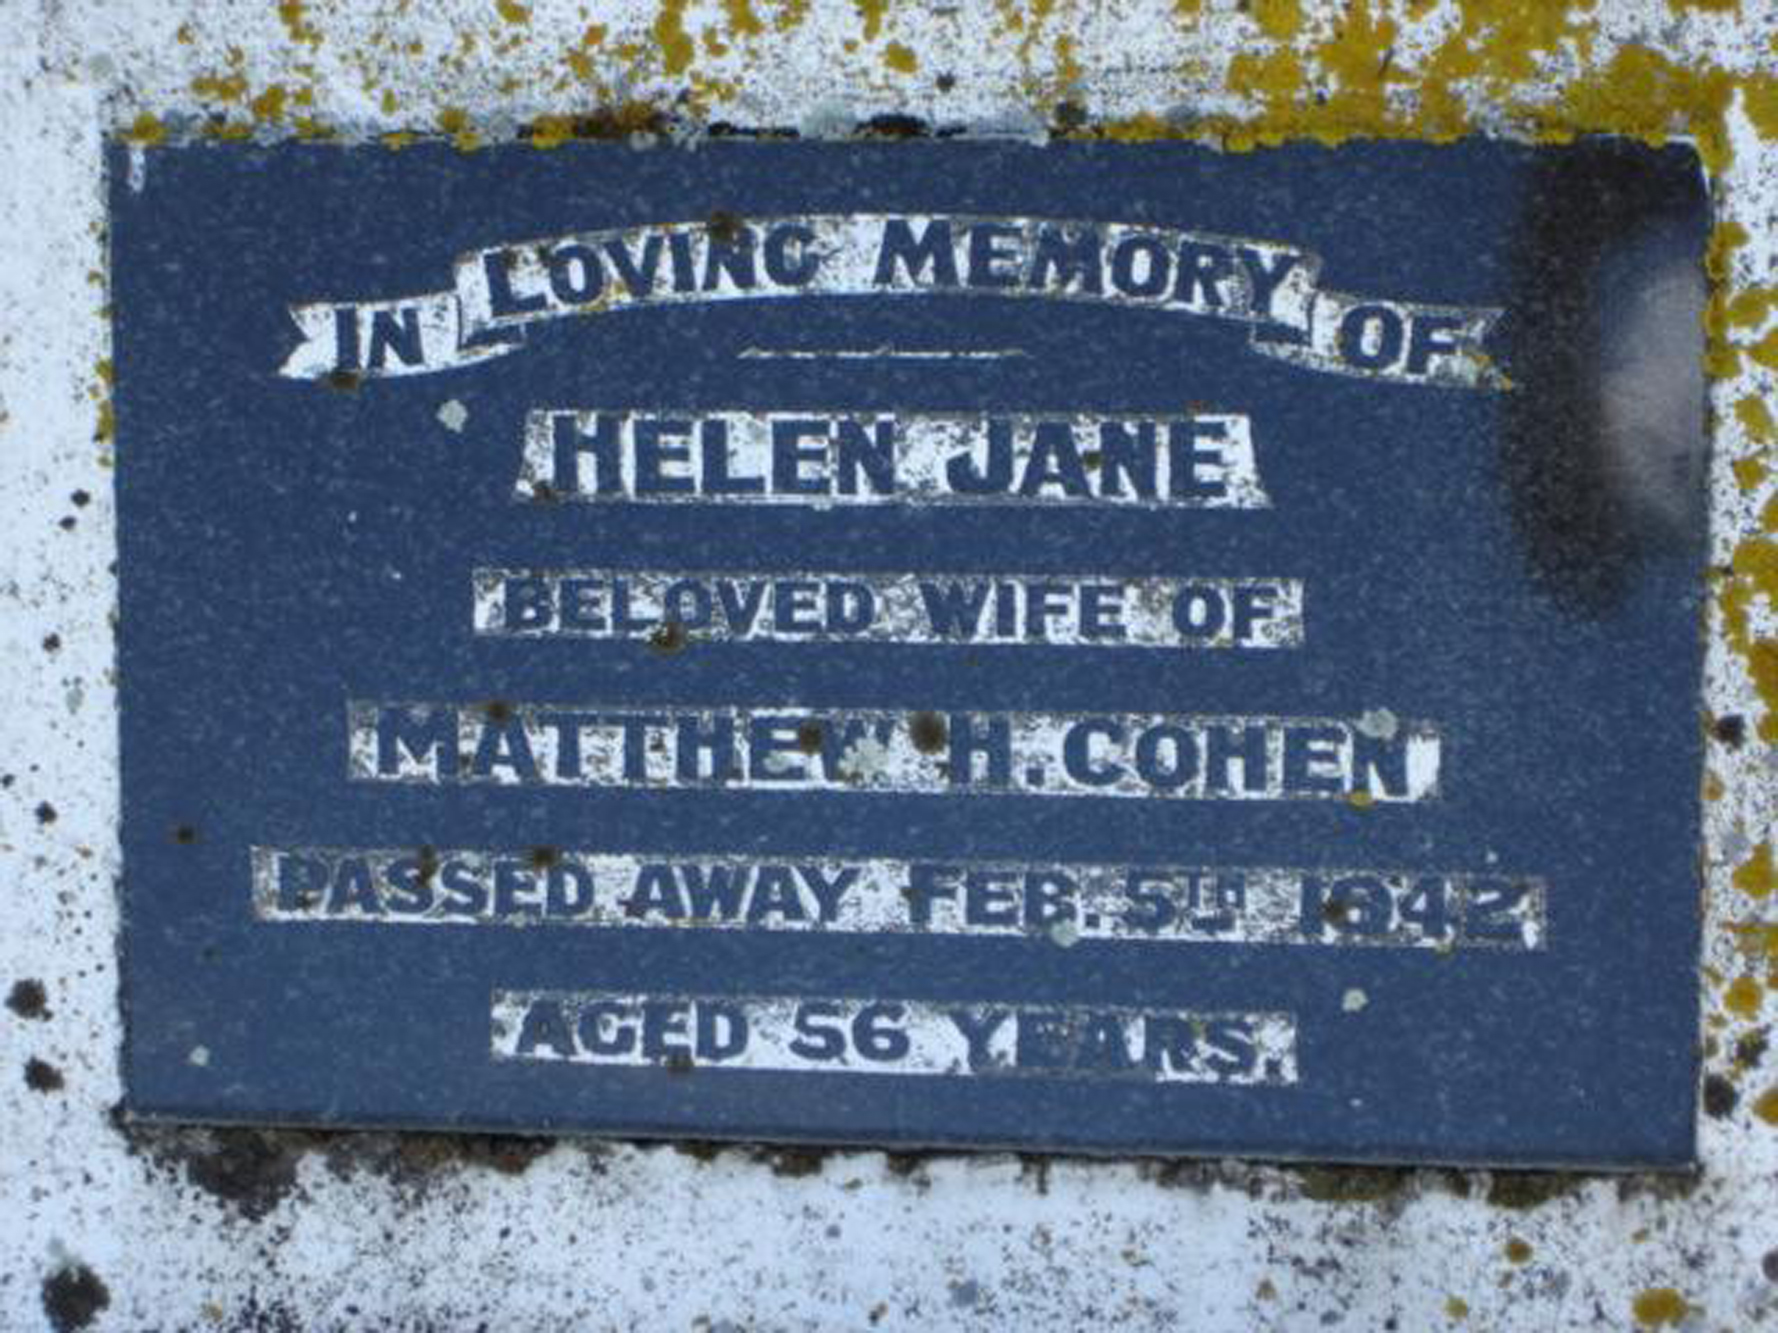 IN LOVING MEMORY OF
HELEN JANE
BELOVED WIFE OF
MATTHEW H. COHEN
PASSED AWAY FEB. 5TH 1942
AGED 56 YEARS.